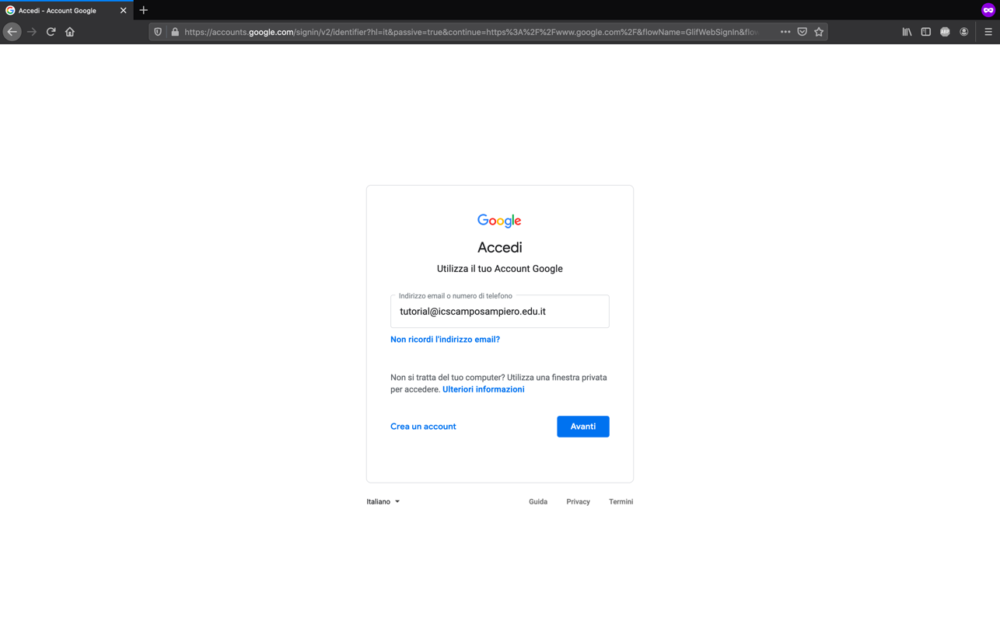 Accedi - Account Google
https://accounts.google.com/signin/v2/identifier?hl=it&passive=true&continue=https%3A%2F%2Fwww.google.com%2F&flowName=GlifWebSignIn&flow
ABP
Google
Accedi
Utilizza il tuo Account Google
Indirizzo email o numero di telefono
tutorial@icscamposampiero.edu.it
Non ricordi l'indirizzo email?
Non si tratta del tuo computer? Utilizza una finestra privata
per accedere. Ulteriori informazioni
Crea un account Avanti
Italiano Guida Privacy Termini